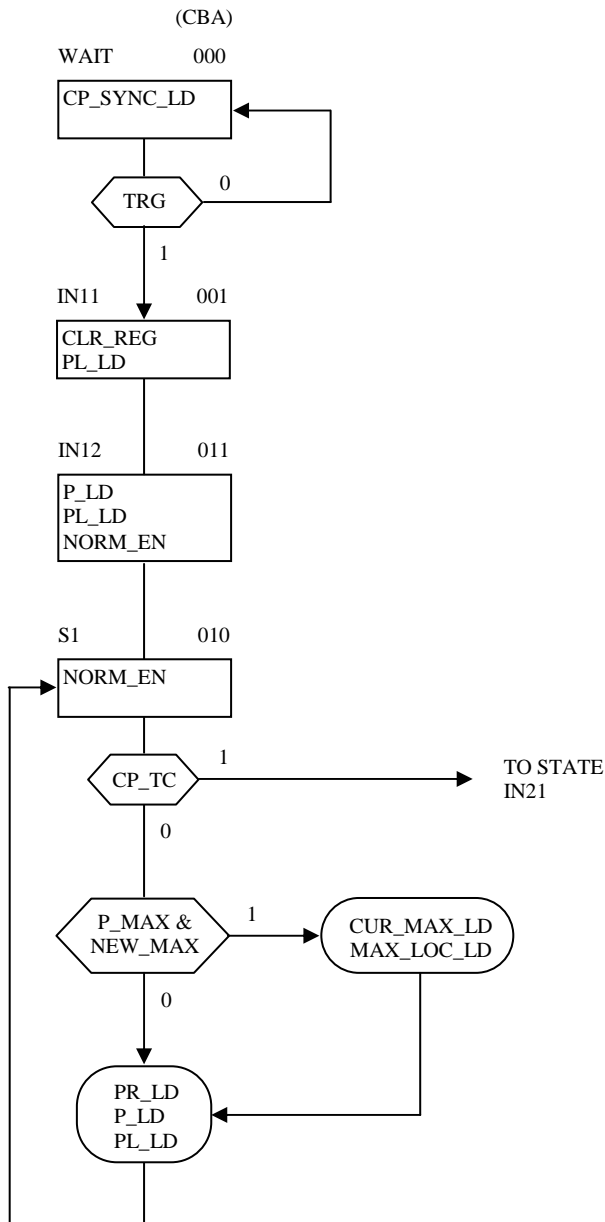 (CBA)
WAIT 000
CP_SYNC_LD
TRG
0
1
IN11 001
CLR_REG
PL_LD
IN12 011
P_LD
PL_LD
NORM_EN
S1 010
NORM_EN
CP_TC
1
TO STATE
IN21
0
P_MAX &
NEW_MAX
1
CUR_MAX_LD
MAX_LOC_LD
0
PR_LD
P_LD
PL_LD